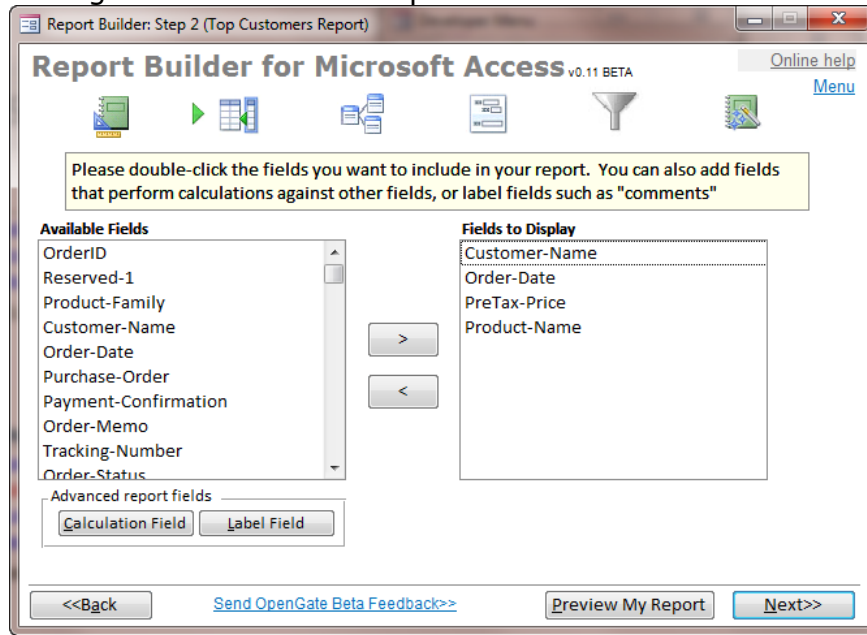 Report Builder: Step 2 (Top Customers Report)
Report Builder for Microsoft Access v0.11 BETA
Online help
Menu
Please double-click the fields you want to include in your report.  You can also add fields
that perform calculations against other fields, or label fields such as "comments"
Available Fields
OrderID
Reserved-1
Product-Family
Customer-Name
Order-Date
Purchase-Order
Payment-Confirmation
Order-Memo
Tracking-Number
Order-Status
>
<
Fields to Display
Customer-Name
Order-Date
PreTax-Price
Product-Name
Advanced report fields
Calculation Field
Label Field
<<Back
Send OpenGate Beta Feedback>>
Preview My Report
Next>>